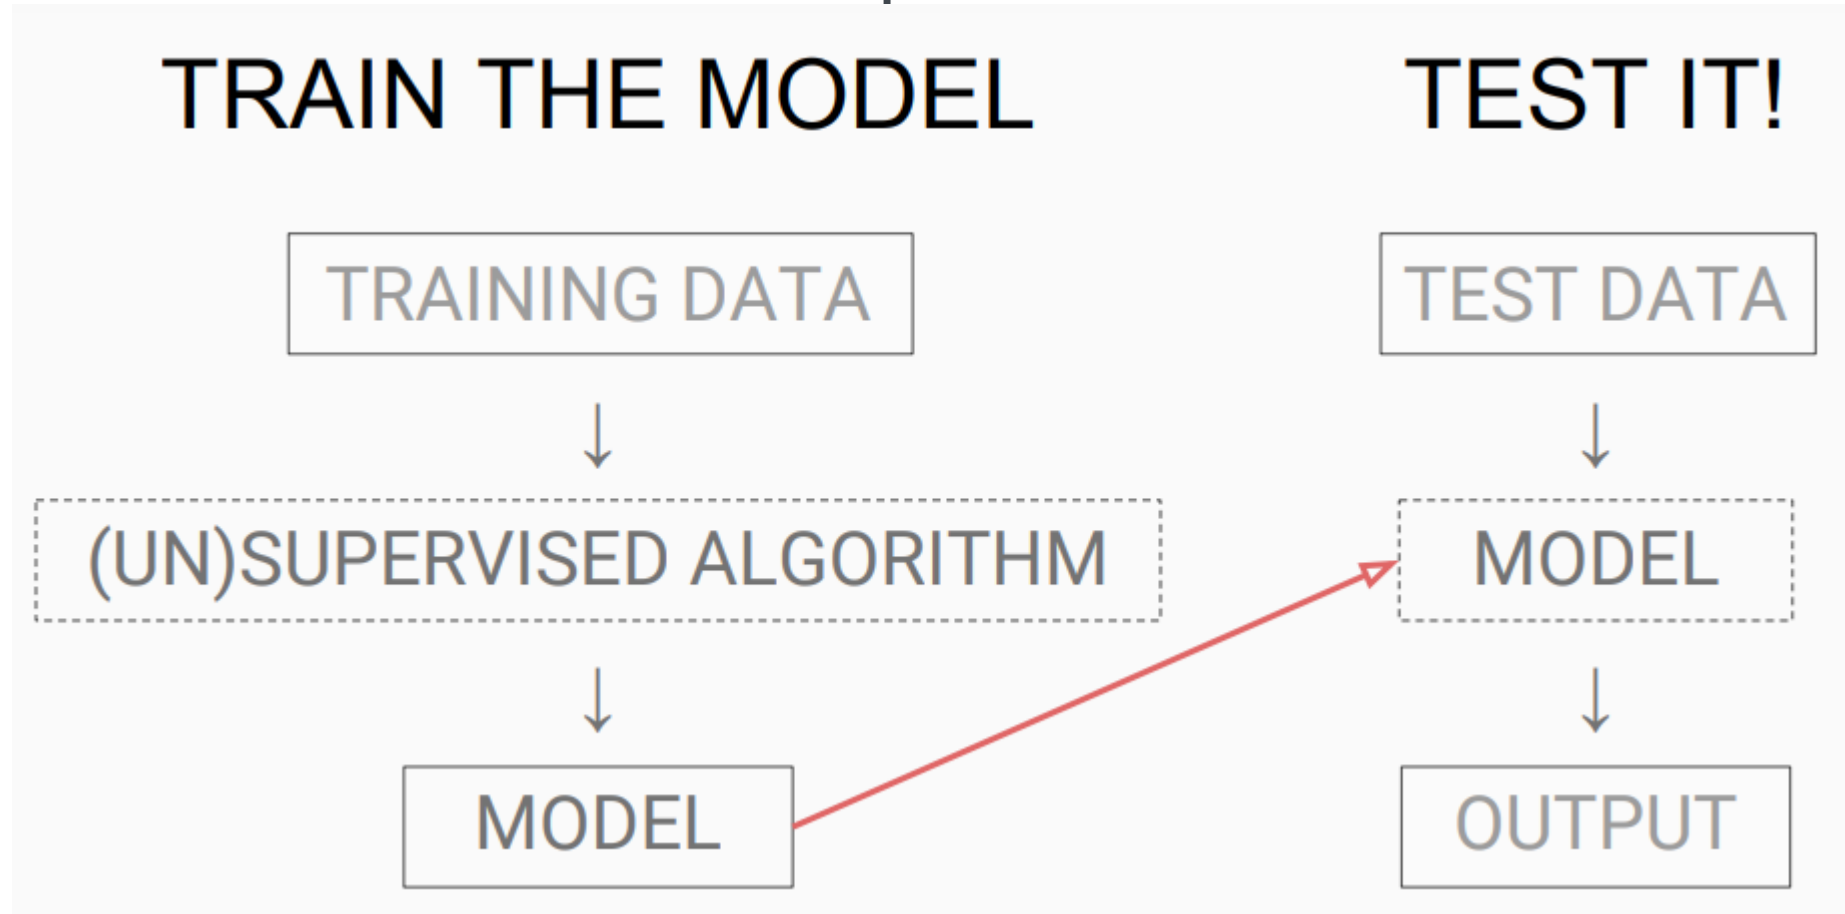 TRAIN THE MODEL
TRAINING DATA
↓
(UN)SUPERVISED ALGORITHM
↓
MODEL
TEST IT!
TEST DATA
↓
MODEL
↓
OUTPUT